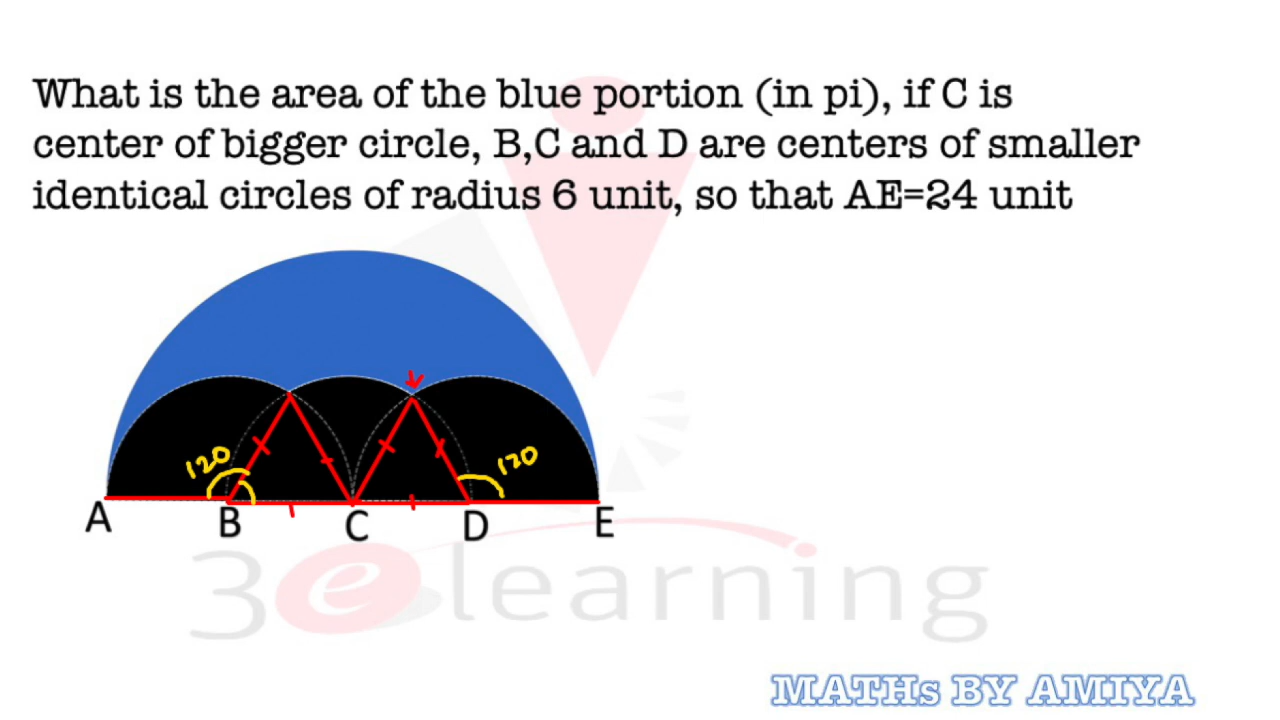 What is the area of the blue portion (in pi), if C is
center of bigger circle, B,C and D are centers of smaller
identical circles of radius 6 unit, so that AE=24 unit
120
120
A B C D E
3elearning
MATHs BY AMIYA